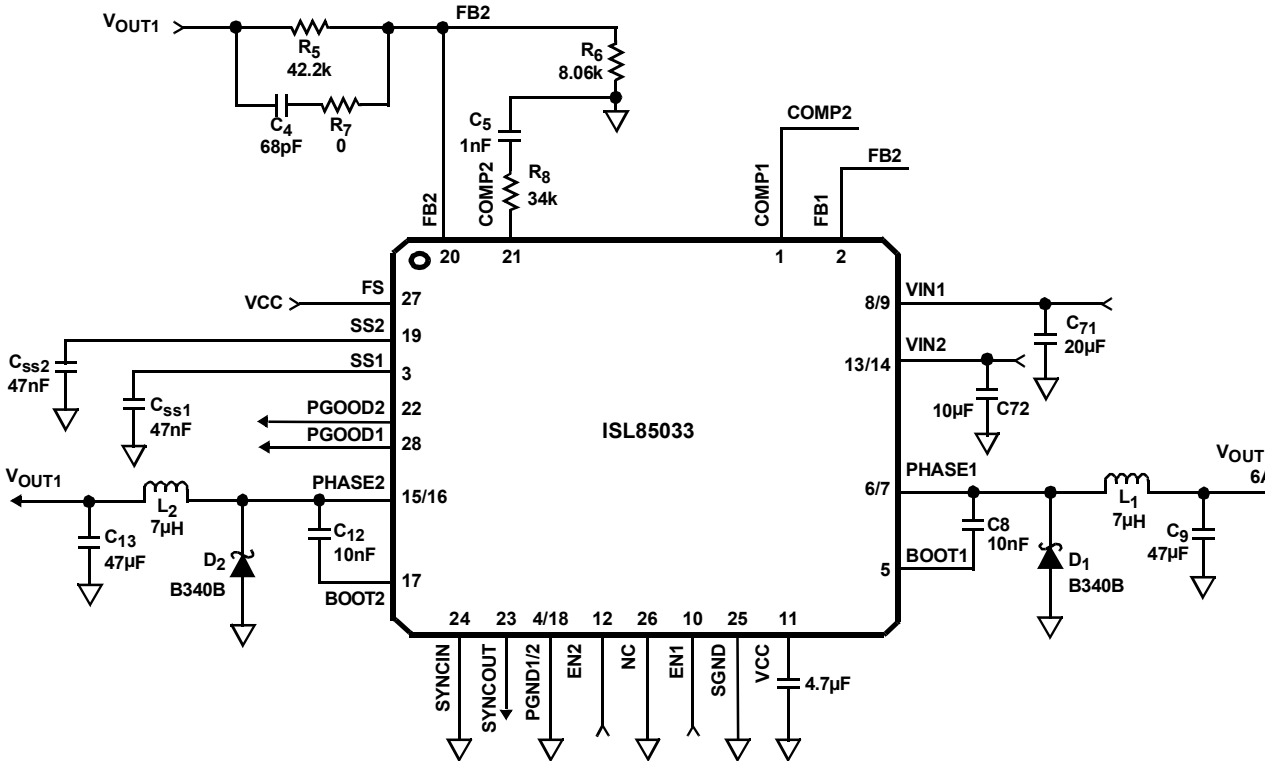 VOUT1
R5
42.2k
C4
68pF
R7
0
FB2
R6
8.06k
C5
1nF
COMP2
R8
34k
FB2
COMP2
COMP1
FB2
FB1
20
21
1
2
VCC
FS
27
SS2
19
Css2
47nF
SS1
3
Css1
47nF
PGOOD2
22
PGOOD1
28
ISL85033
8/9
VIN1
C71
20µF
VIN2
13/14
10µF
C72
VOUT1
L2
7µH
PHASE2
15/16
C13
47µF
D2
B340B
C12
10nF
17
BOOT2
PHASE1
6/7
C8
10nF
5
BOOT1
D1
B340B
L1
7µH
C9
47µF
VOUT
6A
24
23
4/18
12
26
10
25
11
SYNCIN
SYNCOUT
PGND1/2
EN2
NC
EN1
SGND
VCC
4.7µF